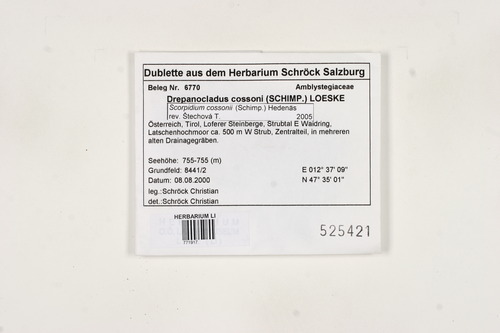 Dublette aus dem Herbarium Schröck Salzburg
Beleg Nr. 6770 Amblystegiaceae
Drepanocladus cossoni (SCHIMP.) LOESKE
Scorpidium cossonii (Schimp.) Hedenäs
rev. Štechová T. 2005
Österreich, Tirol, Loferer Steinberge, Strubtal E Waidring,
Latschenhochmoor ca. 500 m W Strub, Zentralteil, in mehreren
alten Drainagegräben.
Seehöhe: 755-755 (m)
Grundfeld: 8441/2 E 012° 37' 09"
Datum: 08.08.2000 N 47° 35' 01"
leg.:Schröck Christian
det.:Schröck Christian
HERBARIUM LI
771917
525421